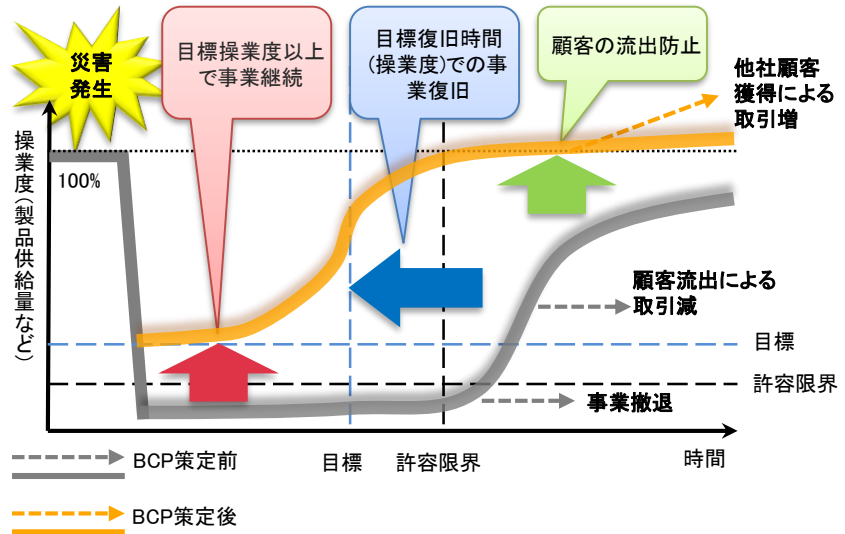 災害
発生
目標操業度以上
で事業継続
目標復旧時間
(操業度)での事
業復旧
顧客の流出防止
他社顧客
獲得による
取引増
操業度(製品供給量など)
100%
顧客流出による
取引減
目標
許容限界
事業撤退
目標
許容限界
時間
BCP策定前
BCP策定後